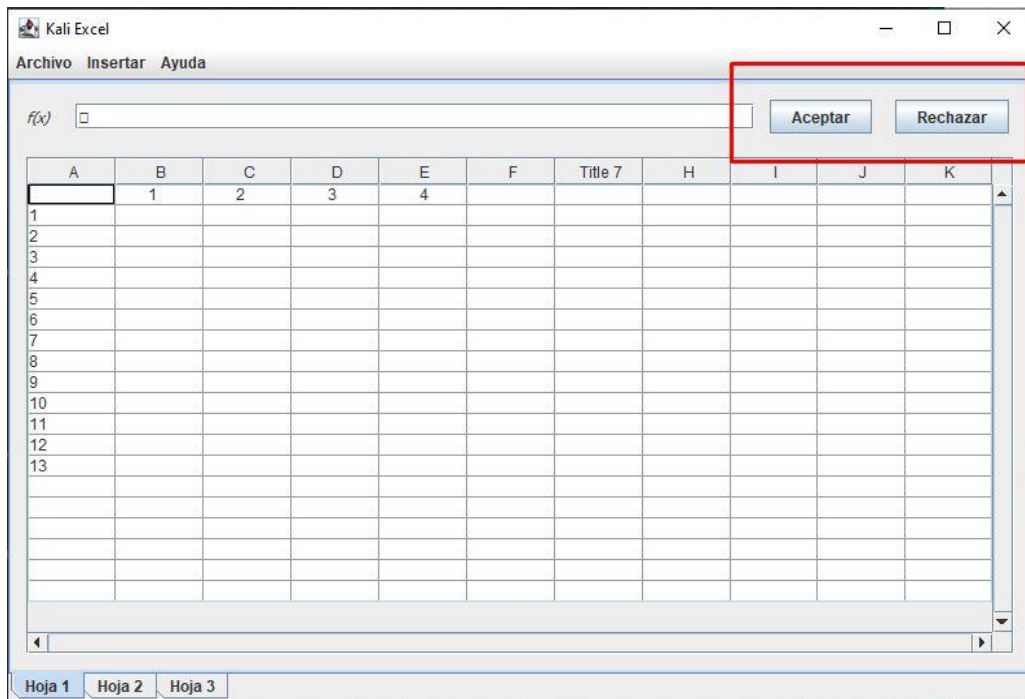 Kali Excel
Archivo Insertar Ayuda
f(x) Aceptar Rechazar
A B C D E F Title 7 H I J K
1 2 3 4
1
2
3
4
5
6
7
8
9
10
11
12
13
Hoja 1 Hoja 2 Hoja 3